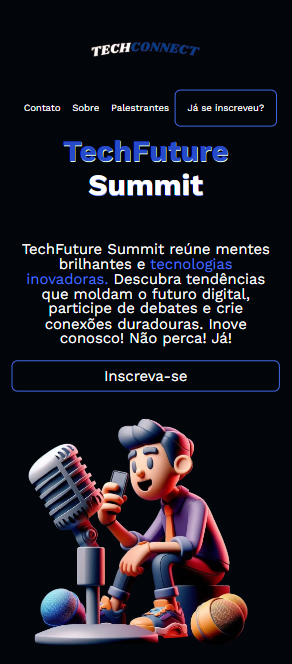 TECHCONNECT
Contato Sobre Palestrantes Já se inscreveu?
TechFuture
Summit
TechFuture Summit reúne mentes
brilhantes e tecnologias
inovadoras. Descubra tendências
que moldam o futuro digital,
participe de debates e crie
conexões duradouras. Inove
conosco! Não perca! Já!
Inscreva-se